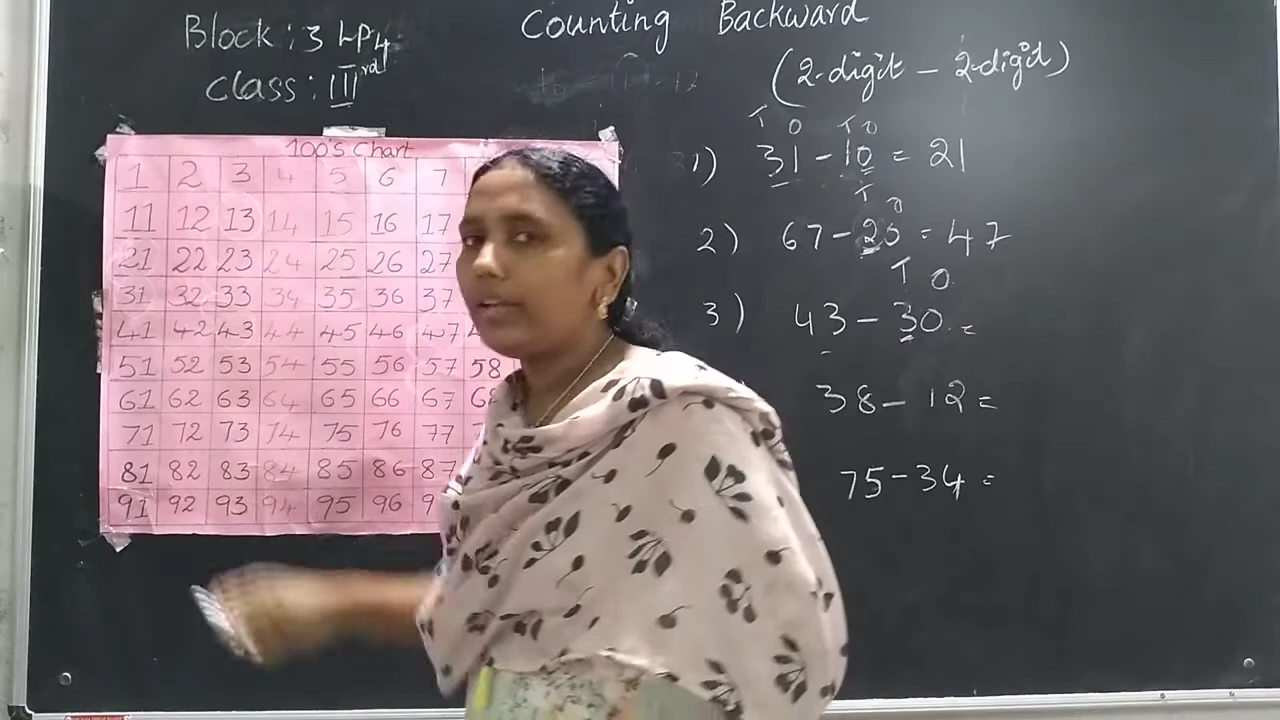 Block : 3 LP4
Class : IIIrd
Counting Backward
(2-digit – 2-digit)
100's Chart
1 2 3 4 5 6 7
11 12 13 14 15 16 17
21 22 23 24 25 26 27
31 32 33 34 35 36 37
41 42 43 44 45 46 47
51 52 53 54 55 56 57 58
61 62 63 64 65 66 67
71 72 73 74 75 76 77
81 82 83 84 85 86 87
91 92 93 94 95 96
T O T O
1) 31 - 10 = 21
T O
2) 67 - 20 = 47
T O
3) 43 - 30 =
38 - 12 =
75 - 34 =